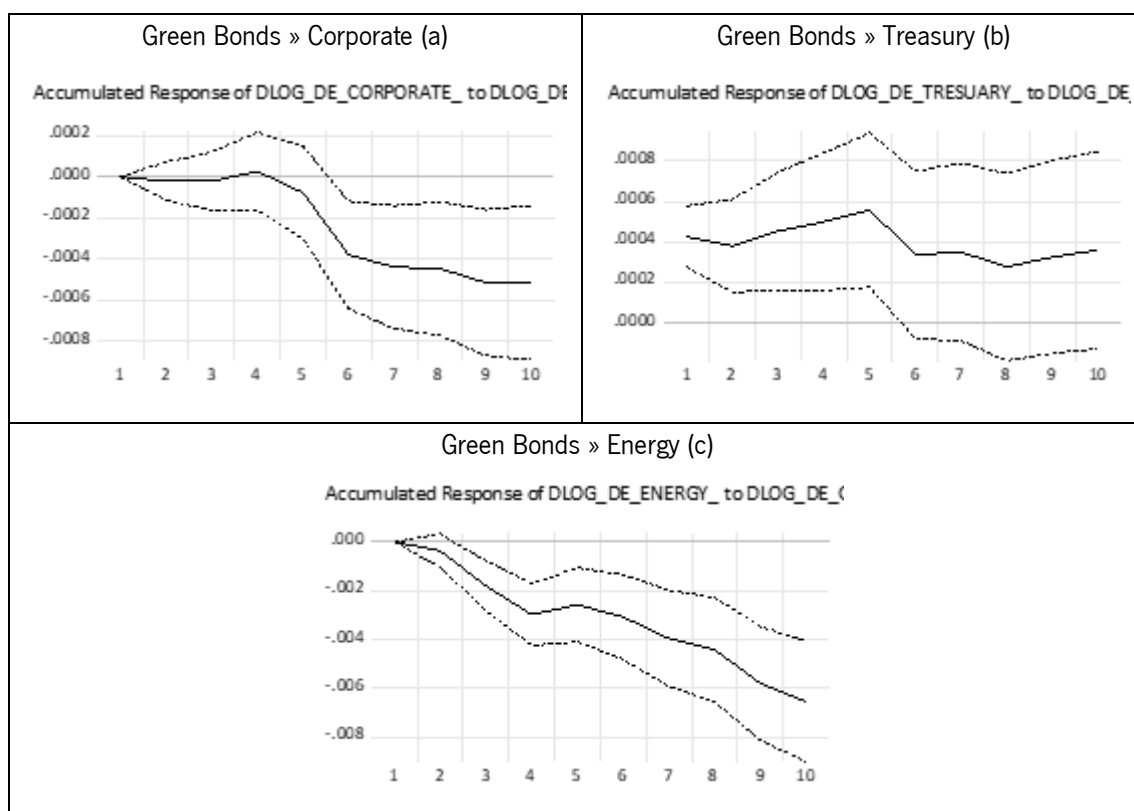 Green Bonds » Corporate (a)
Accumulated Response of DLOG_DE_CORPORATE_ to DLOG_DE
.0002
.0000
-.0002
-.0004
-.0006
-.0008
1 2 3 4 5 6 7 8 9 10
Green Bonds » Treasury (b)
Accumulated Response of DLOG_DE_TRESUARY_ to DLOG_DE_
.0008
.0006
.0004
.0002
.0000
1 2 3 4 5 6 7 8 9 10
Green Bonds » Energy (c)
Accumulated Response of DLOG_DE_ENERGY_ to DLOG_DE_
.000
-.002
-.004
-.006
-.008
1 2 3 4 5 6 7 8 9 10